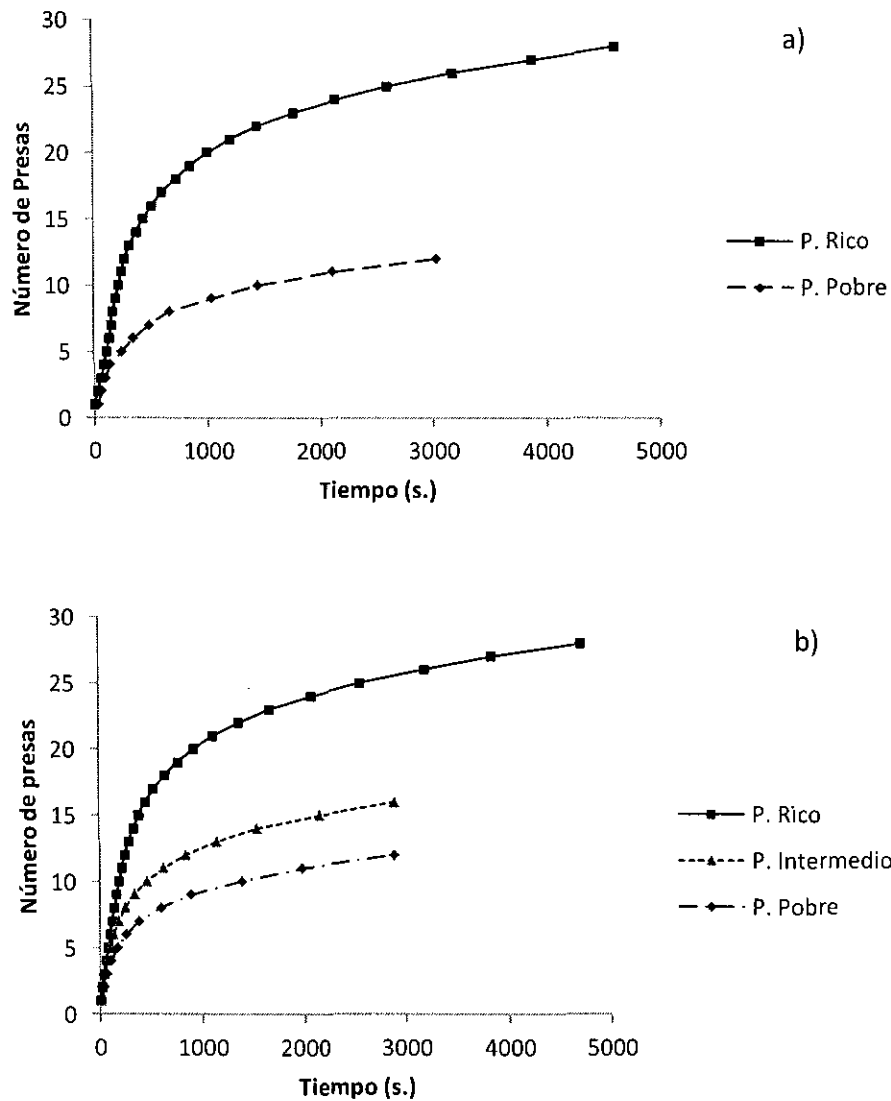 a)
Número de Presas
30
25
20
15
10
5
0
0 1000 2000 3000 4000 5000
Tiempo (s.)
P. Rico
P. Pobre
b)
Número de presas
30
25
20
15
10
5
0
0 1000 2000 3000 4000 5000
Tiempo (s.)
P. Rico
P. Intermedio
P. Pobre